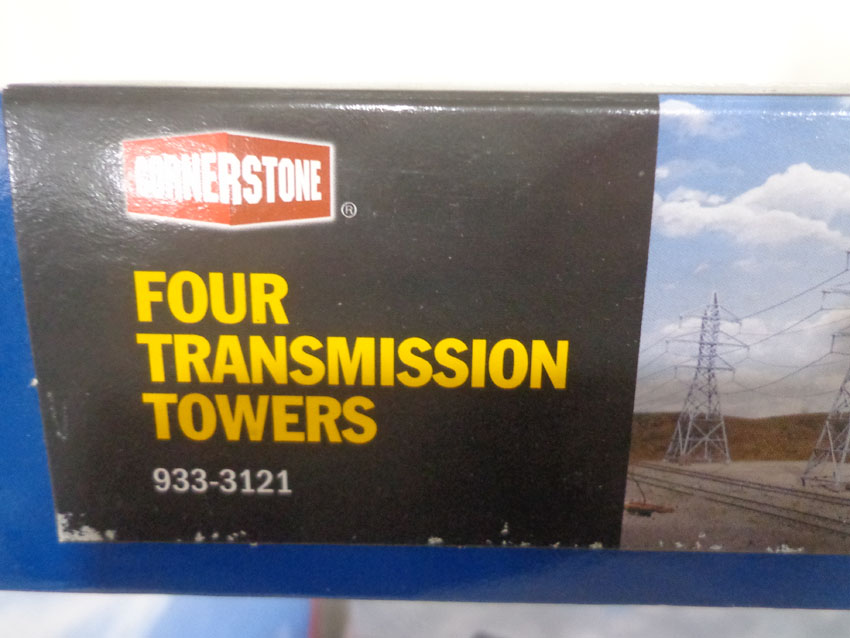 CORNERSTONE
®
FOUR
TRANSMISSION
TOWERS
933-3121